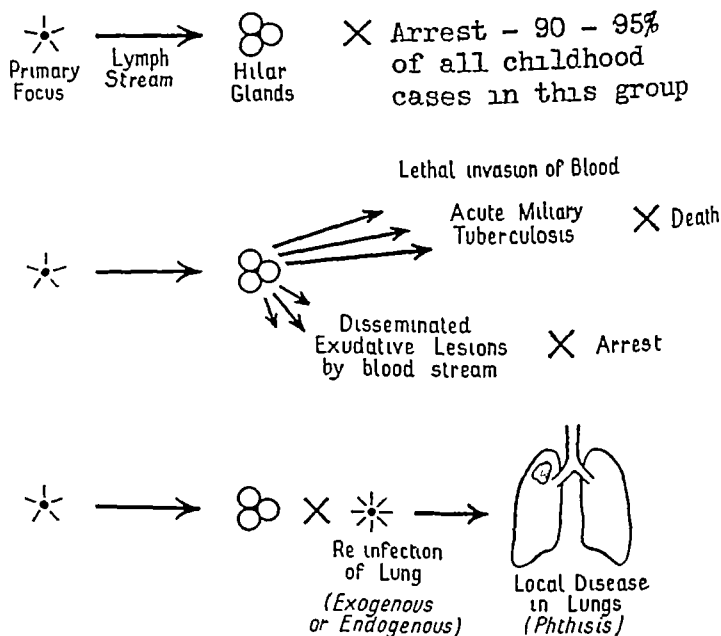 Primary
Focus
Lymph
Stream
Hilar
Glands
Arrest - 90 - 95%
of all childhood
cases in this group
Lethal invasion of Blood
Acute Miliary
Tuberculosis
Death
Disseminated
Exudative Lesions
by blood stream
Arrest
Re infection
of Lung
(Exogenous
or Endogenous)
Local Disease
in Lungs
(Phthisis)